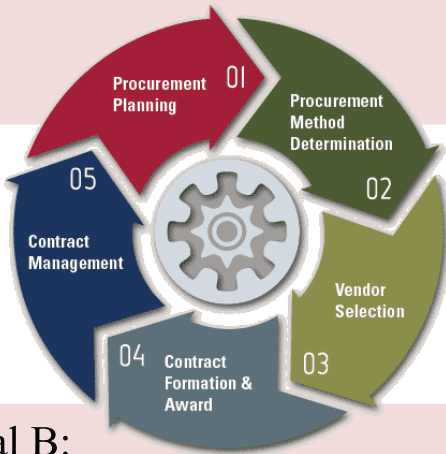 01
Procurement
Planning
Procurement
Method
Determination
02
Vendor
Selection
03
04
Contract
Formation &
Award
05
Contract
Management
al B: